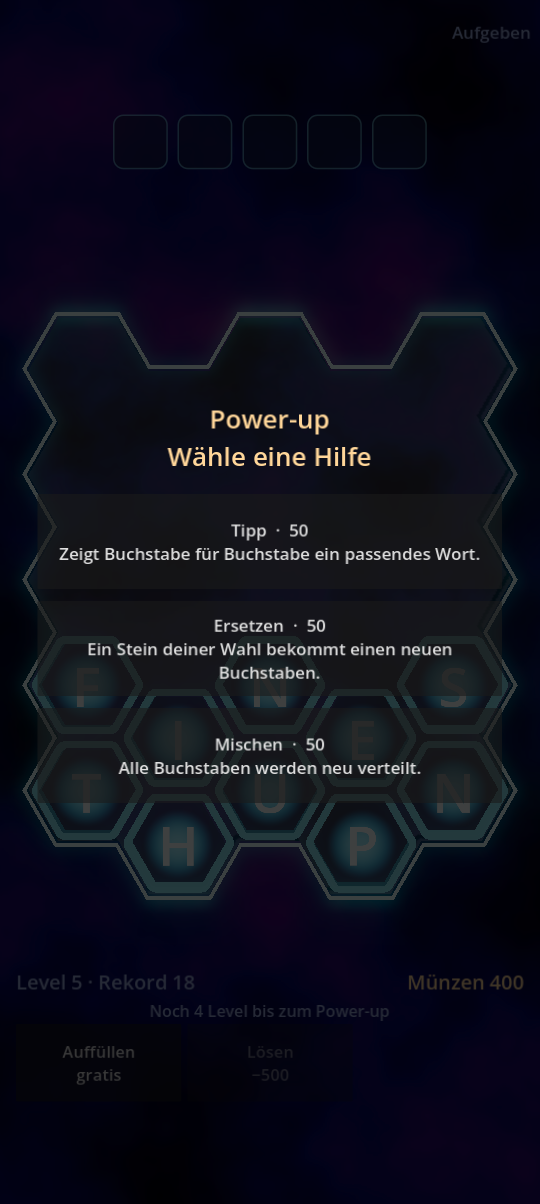 Aufgeben
Power-up
Wähle eine Hilfe
Tipp · 50
Zeigt Buchstabe für Buchstabe ein passendes Wort.
Ersetzen · 50
Ein Stein deiner Wahl bekommt einen neuen
Buchstaben.
F N S
Mischen · 50
Alle Buchstaben werden neu verteilt.
I E
T U N
H P
Level 5 · Rekord 18
Münzen 400
Noch 4 Level bis zum Power-up
Auffüllen
gratis
Lösen
−500